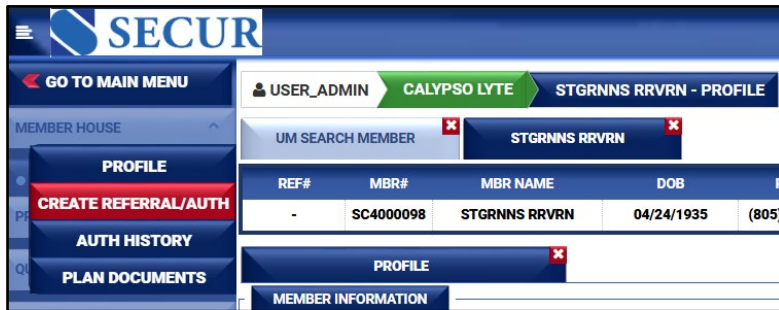 SECUR
GO TO MAIN MENU
USER_ADMIN CALYPSO LYTE STGRNNS RRVRN - PROFILE
MEMBER HOUSE
UM SEARCH MEMBER STGRNNS RRVRN
PROFILE
CREATE REFERRAL/AUTH
AUTH HISTORY
PLAN DOCUMENTS
REF# MBR# MBR NAME DOB
- SC4000098 STGRNNS RRVRN 04/24/1935 (805)
PROFILE
MEMBER INFORMATION